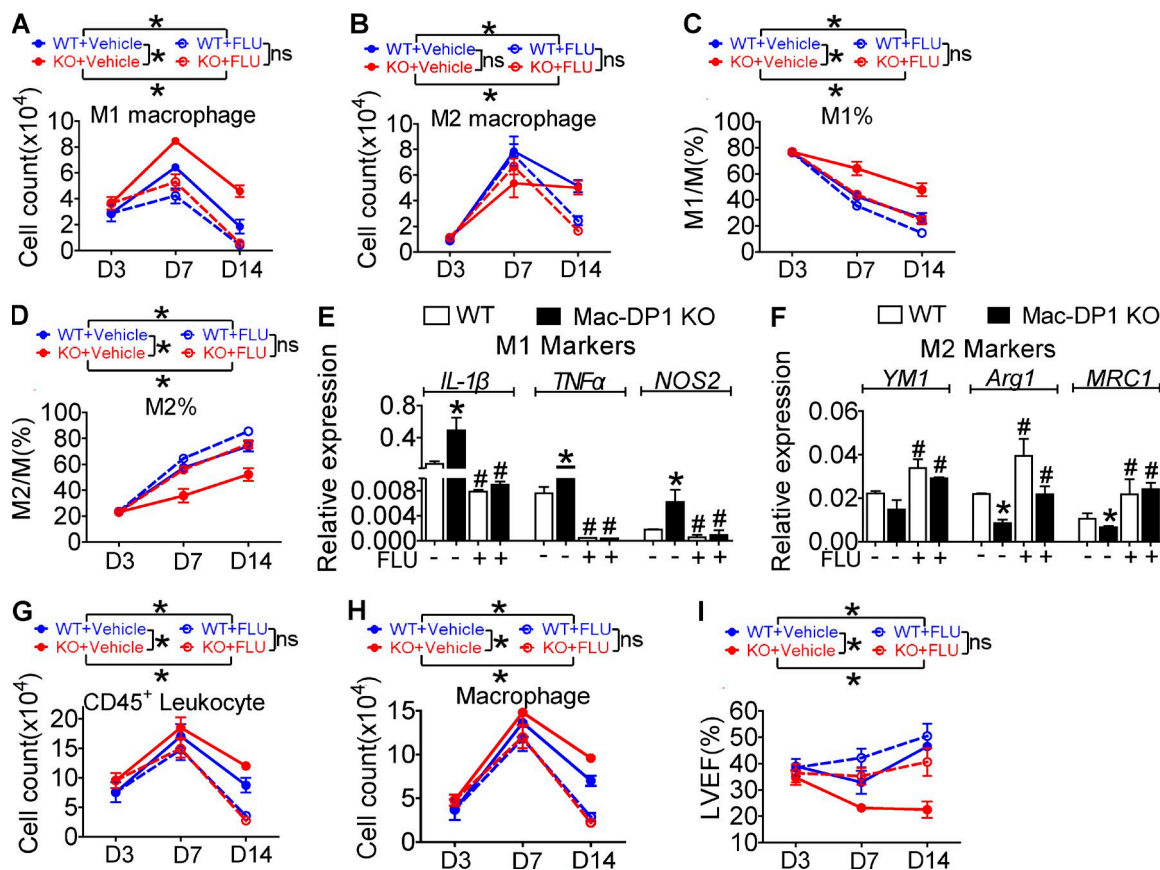 A
*
WT+Vehicle * WT+FLU ns
KO+Vehicle KO+FLU
*
M1 macrophage
Cell count(x10⁴)
10
8
6
4
2
0
D3 D7 D14
B
*
WT+Vehicle ns WT+FLU ns
KO+Vehicle KO+FLU
*
M2 macrophage
Cell count(x10⁴)
10
8
6
4
2
0
D3 D7 D14
C
*
WT+Vehicle * WT+FLU ns
KO+Vehicle KO+FLU
*
M1%
M1/M(%)
100
80
60
40
20
0
D3 D7 D14
D
*
WT+Vehicle * WT+FLU ns
KO+Vehicle KO+FLU
*
M2%
M2/M(%)
100
80
60
40
20
0
D3 D7 D14
E
WT Mac-DP1 KO
M1 Markers
IL-1β TNFα NOS2
Relative expression
0.8
0.4
0.008
0.004
0.000
* # # * # # * # #
FLU - - + + - - + + - - + +
F
WT Mac-DP1 KO
M2 Markers
YM1 Arg1 MRC1
Relative expression
0.06
0.04
0.02
0.00
# # * # # * # #
FLU - - + + - - + + - - + +
G
*
WT+Vehicle * WT+FLU ns
KO+Vehicle KO+FLU
*
CD45⁺ Leukocyte
Cell count(x10⁴)
20
15
10
5
0
D3 D7 D14
H
*
WT+Vehicle * WT+FLU ns
KO+Vehicle KO+FLU
*
Macrophage
Cell count(x10⁴)
15
10
5
0
D3 D7 D14
I
*
WT+Vehicle * WT+FLU ns
KO+Vehicle KO+FLU
*
LVEF(%)
60
50
40
30
20
10
D3 D7 D14